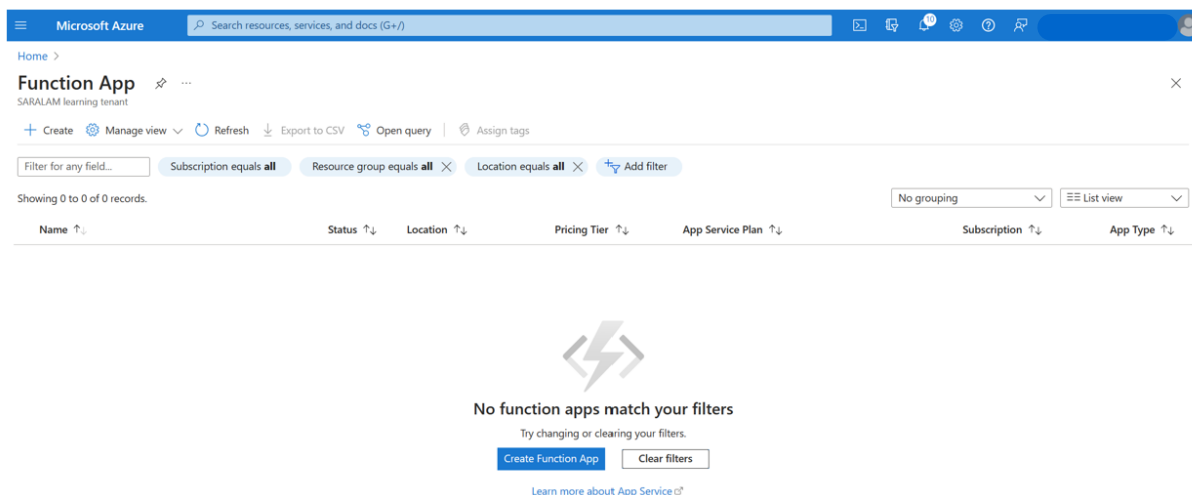 Microsoft Azure Search resources, services, and docs (G+/) 10
Home >
Function App ...
SARALAM learning tenant
+ Create Manage view Refresh Export to CSV Open query Assign tags
Filter for any field... Subscription equals all Resource group equals all Location equals all Add filter
Showing 0 to 0 of 0 records. No grouping List view
Name Status Location Pricing Tier App Service Plan Subscription App Type
No function apps match your filters
Try changing or clearing your filters.
Create Function App Clear filters
Learn more about App Service